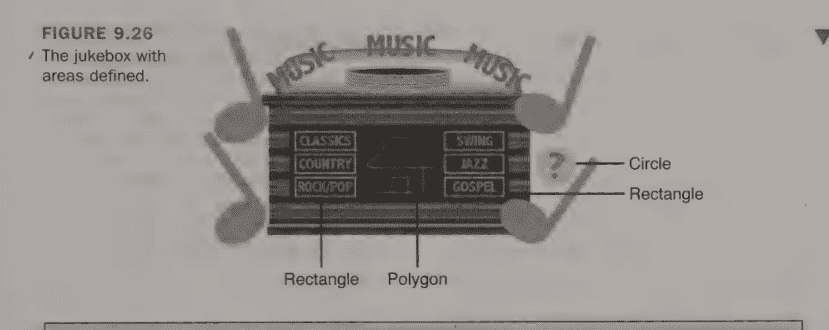 FIGURE 9.26
The jukebox with
areas defined.
MUSIC MUSIC MUSIC
CLASSICS SWING
COUNTRY JAZZ
ROCK/POP GOSPEL
?
Circle
Rectangle
Rectangle Polygon